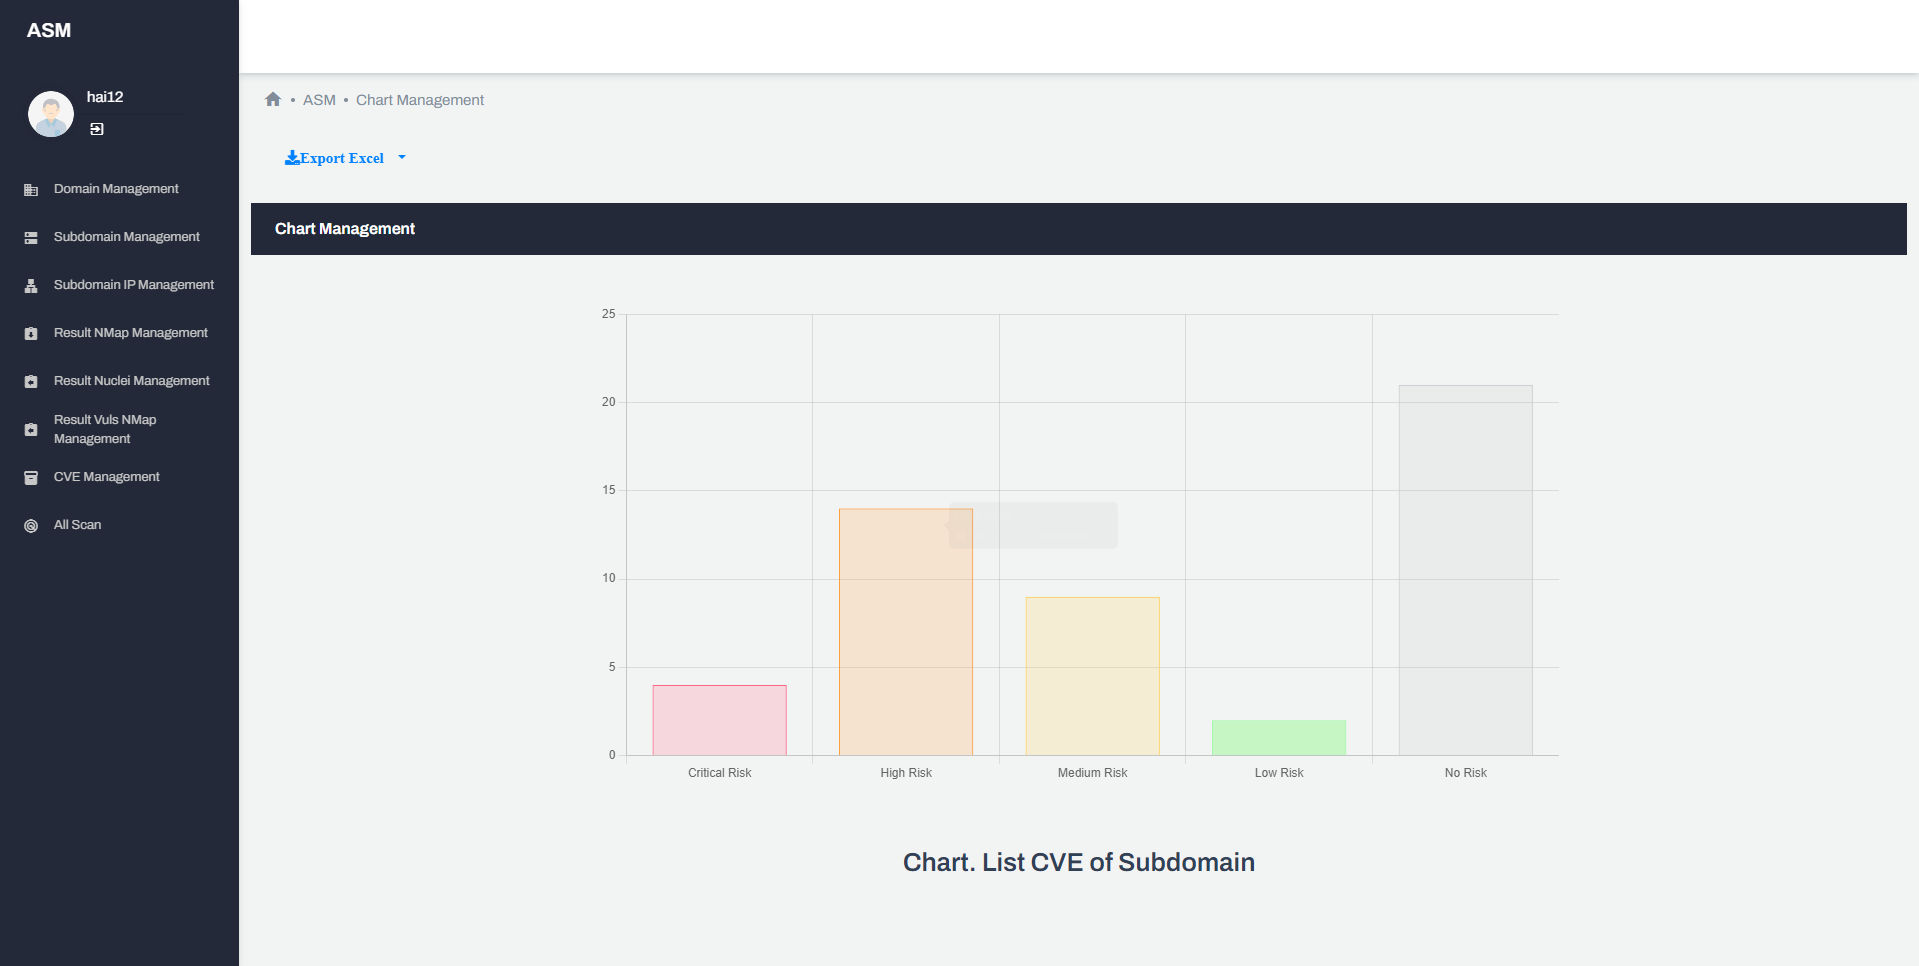 ASM
hai12
Domain Management
Subdomain Management
Subdomain IP Management
Result NMap Management
Result Nuclei Management
Result Vuls NMap
Management
CVE Management
All Scan
• ASM • Chart Management
Export Excel
Chart Management
25
20
15
10
5
0
Critical Risk
High Risk
Medium Risk
Low Risk
No Risk
Chart. List CVE of Subdomain